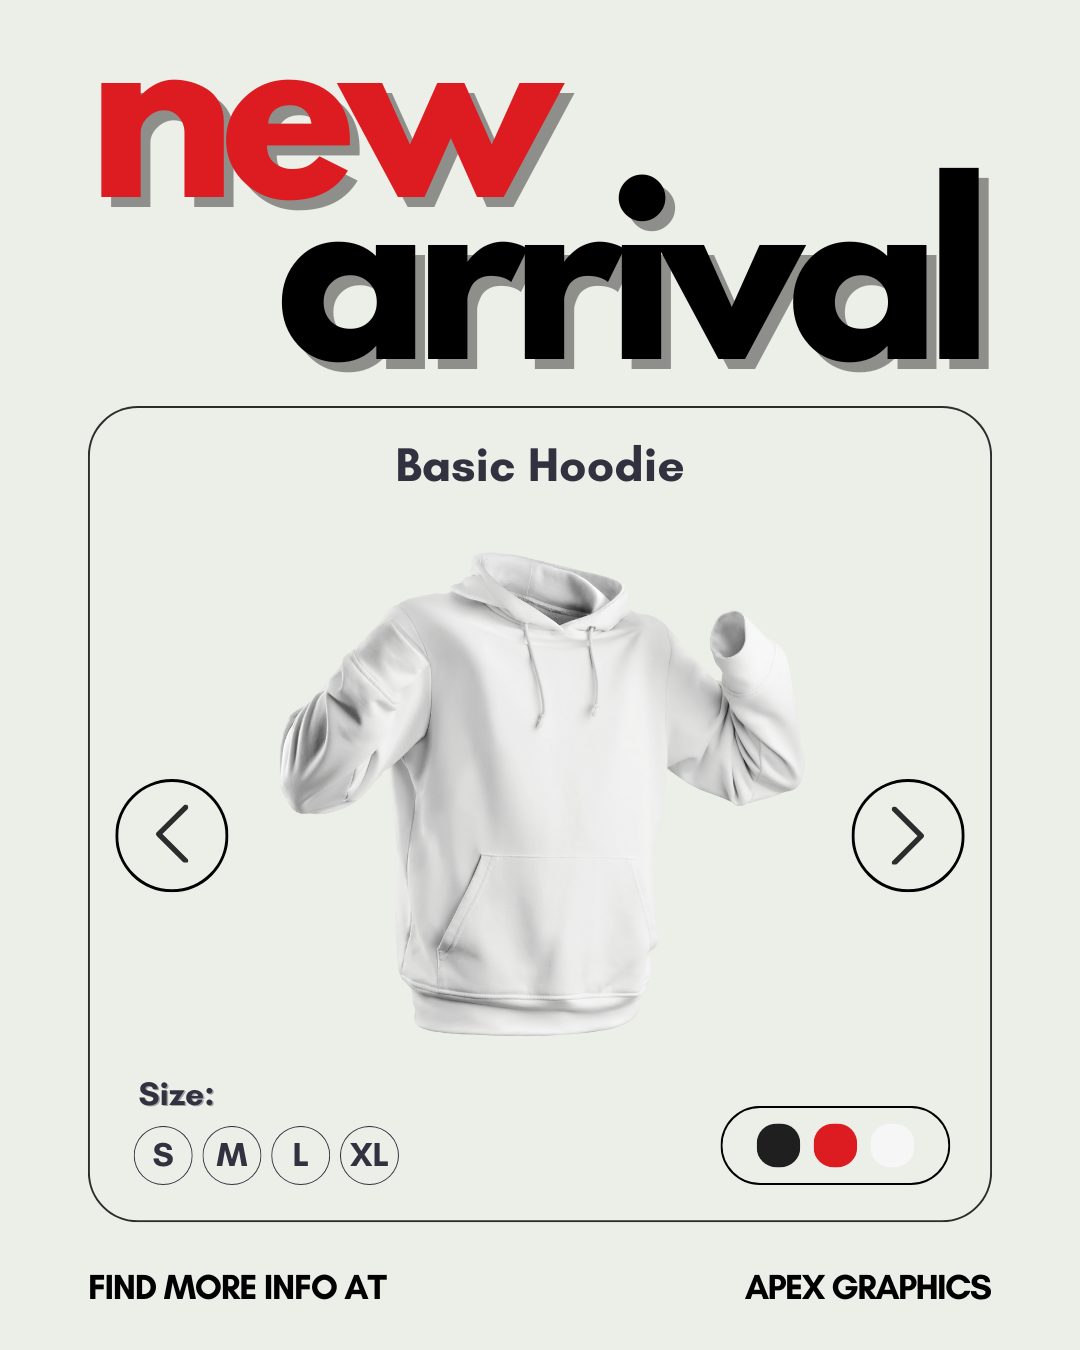 new
arrival
Basic Hoodie
Size:
S M L XL
FIND MORE INFO AT
APEX GRAPHICS